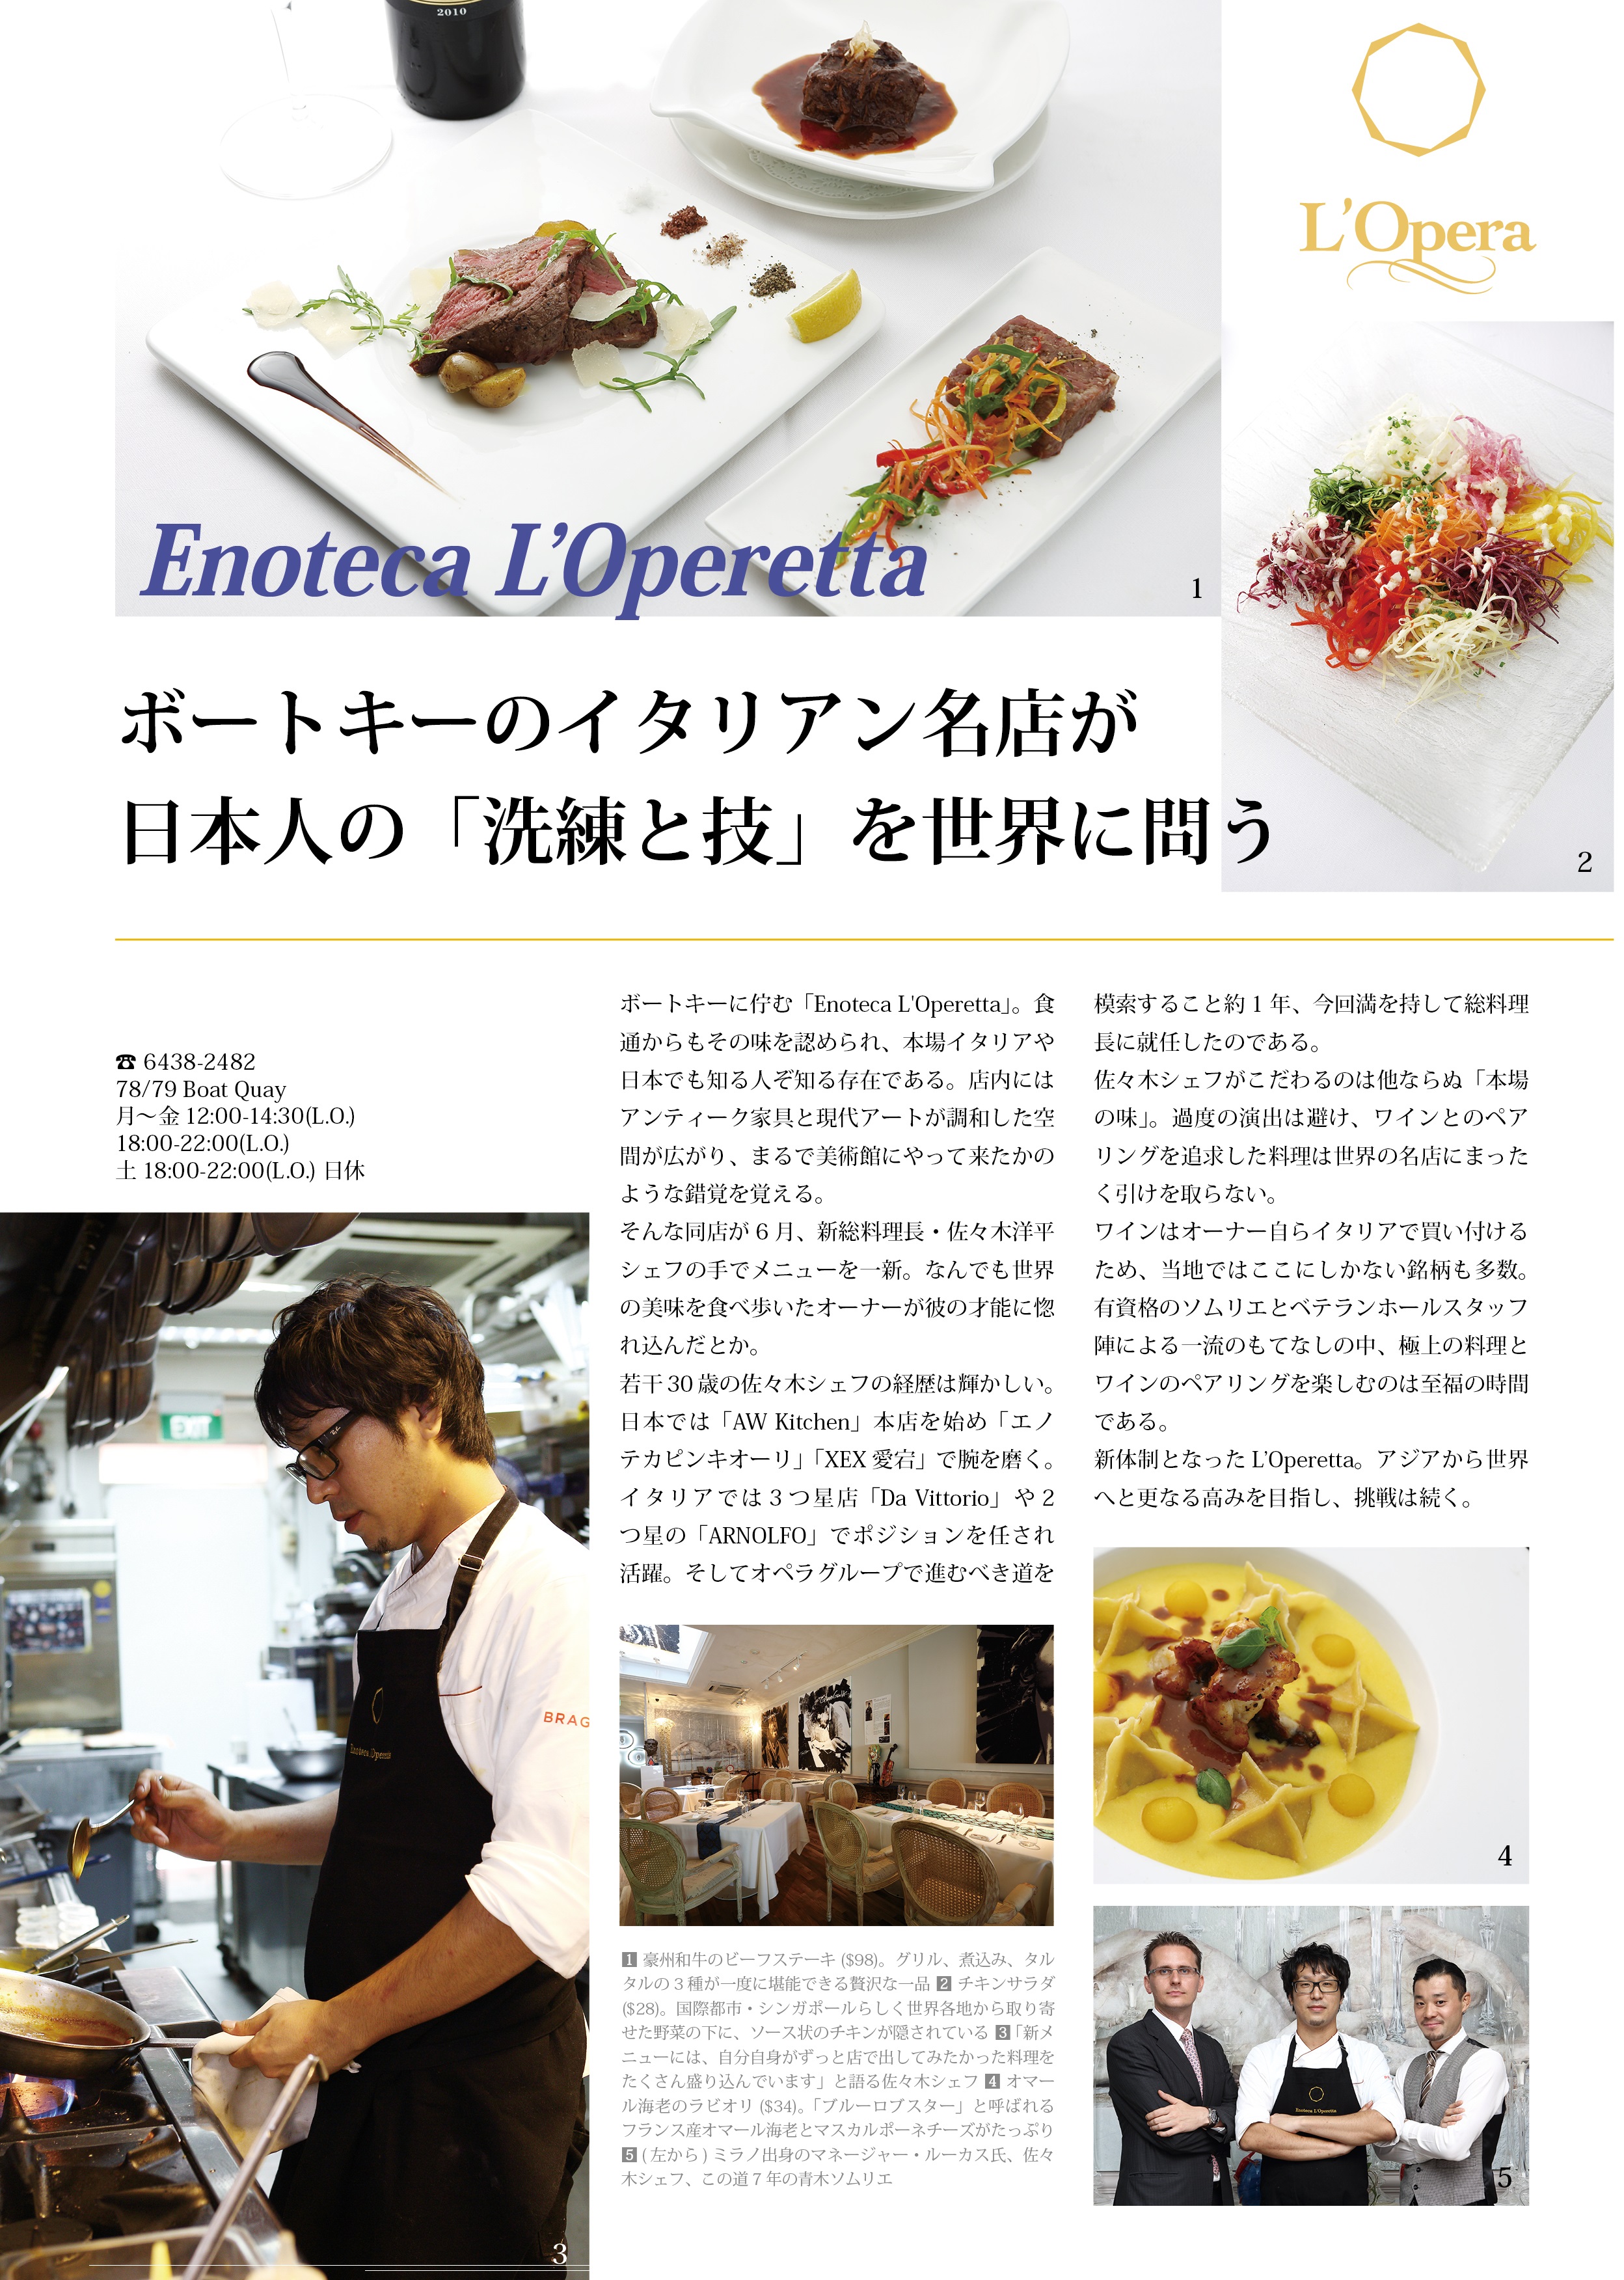 2010
L'Opera
Enoteca L'Operetta
1
2
ボートキーのイタリアン名店が
日本人の「洗練と技」を世界に問う
☎ 6438-2482
78/79 Boat Quay
月～金 12:00-14:30(L.O.)
18:00-22:00(L.O.)
土 18:00-22:00(L.O.) 日休
ボートキーに佇む「Enoteca L'Operetta」。食
通からもその味を認められ、本場イタリアや
日本でも知る人ぞ知る存在である。店内には
アンティーク家具と現代アートが調和した空
間が広がり、まるで美術館にやって来たかの
ような錯覚を覚える。
そんな同店が 6 月、新総料理長・佐々木洋平
シェフの手でメニューを一新。なんでも世界
の美味を食べ歩いたオーナーが彼の才能に惚
れ込んだとか。
若干 30 歳の佐々木シェフの経歴は輝かしい。
日本では「AW Kitchen」本店を始め「エノ
テカピンキオーリ」「XEX 愛宕」で腕を磨く。
イタリアでは 3 つ星店「Da Vittorio」や 2
つ星の「ARNOLFO」でポジションを任され
活躍。そしてオペラグループで進むべき道を
模索すること約 1 年、今回満を持して総料理
長に就任したのである。
佐々木シェフがこだわるのは他ならぬ「本場
の味」。過度の演出は避け、ワインとのペア
リングを追求した料理は世界の名店にまった
く引けを取らない。
ワインはオーナー自らイタリアで買い付ける
ため、当地ではここにしかない銘柄も多数。
有資格のソムリエとベテランホールスタッフ
陣による一流のもてなしの中、極上の料理と
ワインのペアリングを楽しむのは至福の時間
である。
新体制となった L'Operetta。アジアから世界
へと更なる高みを目指し、挑戦は続く。
EXIT
BRAG
Enoteca L'Operetta
3
4
Enoteca L'Operetta
5
1 豪州和牛のビーフステーキ ($98)。グリル、煮込み、タル
タルの 3 種が一度に堪能できる贅沢な一品 2 チキンサラダ
($28)。国際都市・シンガポールらしく世界各地から取り寄
せた野菜の下に、ソース状のチキンが隠されている 3 「新メ
ニューには、自分自身がずっと店で出してみたかった料理を
たくさん盛り込んでいます」と語る佐々木シェフ 4 オマー
ル海老のラビオリ ($34)。「ブルーロブスター」と呼ばれる
フランス産オマール海老とマスカルポーネチーズがたっぷり
5 ( 左から ) ミラノ出身のマネージャー・ルーカス氏、佐々
木シェフ、この道 7 年の青木ソムリエ